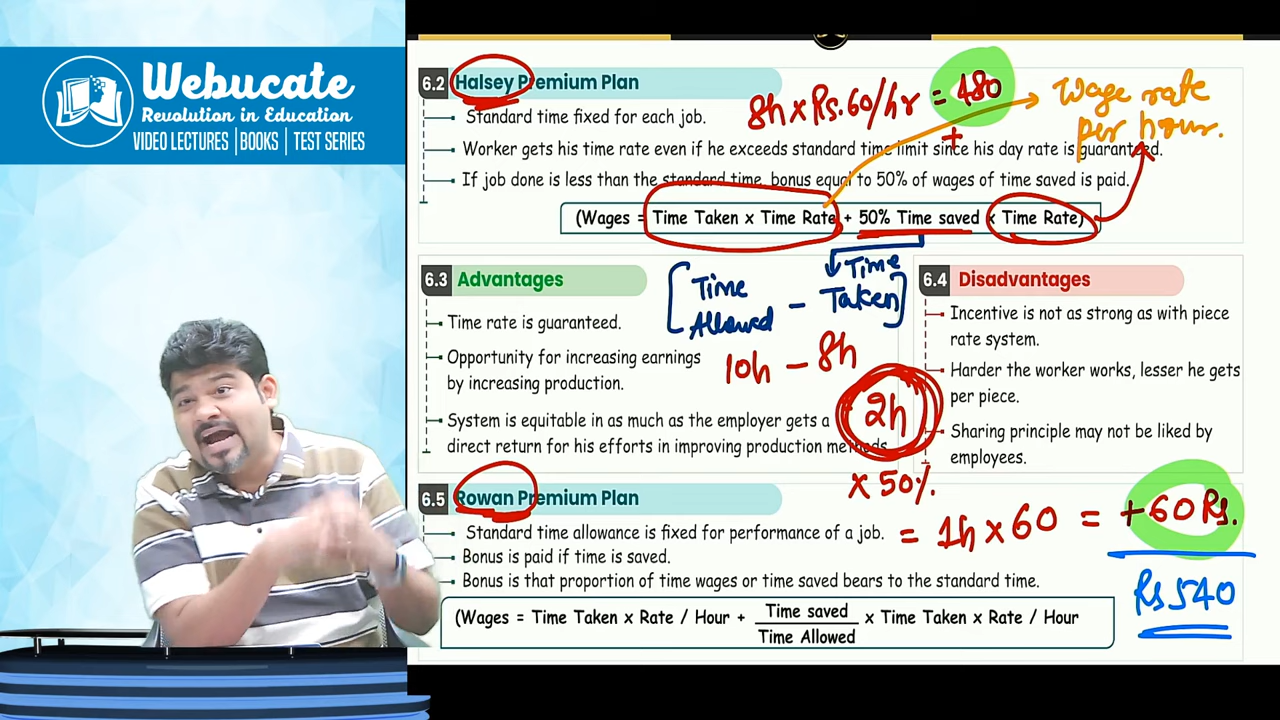 Webucate
Revolution in Education
VIDEO LECTURES | BOOKS | TEST SERIES
6.2 Halsey Premium Plan
8h x Rs.60/hr = 480
+
Wage rate
per hour.
Standard time fixed for each job.
Worker gets his time rate even if he exceeds standard time limit since his day rate is guaranteed.
If job done is less than the standard time, bonus equal to 50% of wages of time saved is paid.
(Wages = Time Taken x Time Rate + 50% Time saved x Time Rate)
[Time Allowed - Time Taken]
10h - 8h
2h
x 50%
= 1h x 60 = +60 Rs.
Rs 540
6.3 Advantages
Time rate is guaranteed.
Opportunity for increasing earnings
by increasing production.
System is equitable in as much as the employer gets a
direct return for his efforts in improving production methods
6.4 Disadvantages
Incentive is not as strong as with piece
rate system.
Harder the worker works, lesser he gets
per piece.
Sharing principle may not be liked by
employees.
6.5 Rowan Premium Plan
Standard time allowance is fixed for performance of a job.
Bonus is paid if time is saved.
Bonus is that proportion of time wages or time saved bears to the standard time.
(Wages = Time Taken x Rate / Hour + Time saved / Time Allowed x Time Taken x Rate / Hour